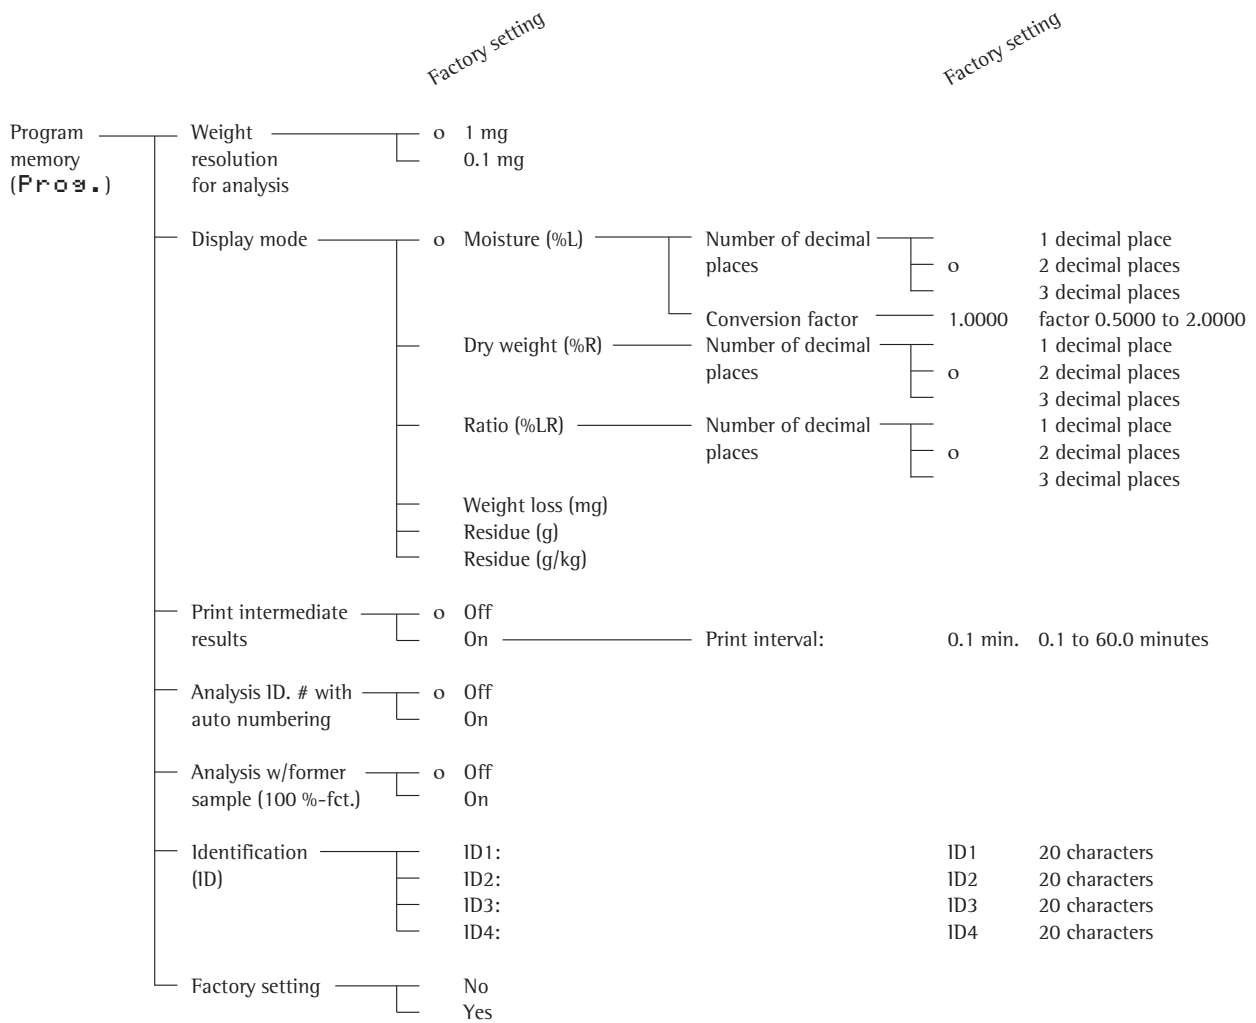 Factory setting Factory setting
Program Weight o 1 mg
memory resolution 0.1 mg
(Prog.) for analysis
Display mode o Moisture (%L) Number of decimal 1 decimal place
places o 2 decimal places
3 decimal places
Conversion factor 1.0000 factor 0.5000 to 2.0000
Dry weight (%R) Number of decimal 1 decimal place
places o 2 decimal places
3 decimal places
Ratio (%LR) Number of decimal 1 decimal place
places o 2 decimal places
3 decimal places
Weight loss (mg)
Residue (g)
Residue (g/kg)
Print intermediate o Off
results On Print interval: 0.1 min. 0.1 to 60.0 minutes
Analysis ID. # with o Off
auto numbering On
Analysis w/former o Off
sample (100 %-fct.) On
Identification ID1: ID1 20 characters
(ID) ID2: ID2 20 characters
ID3: ID3 20 characters
ID4: ID4 20 characters
Factory setting No
Yes